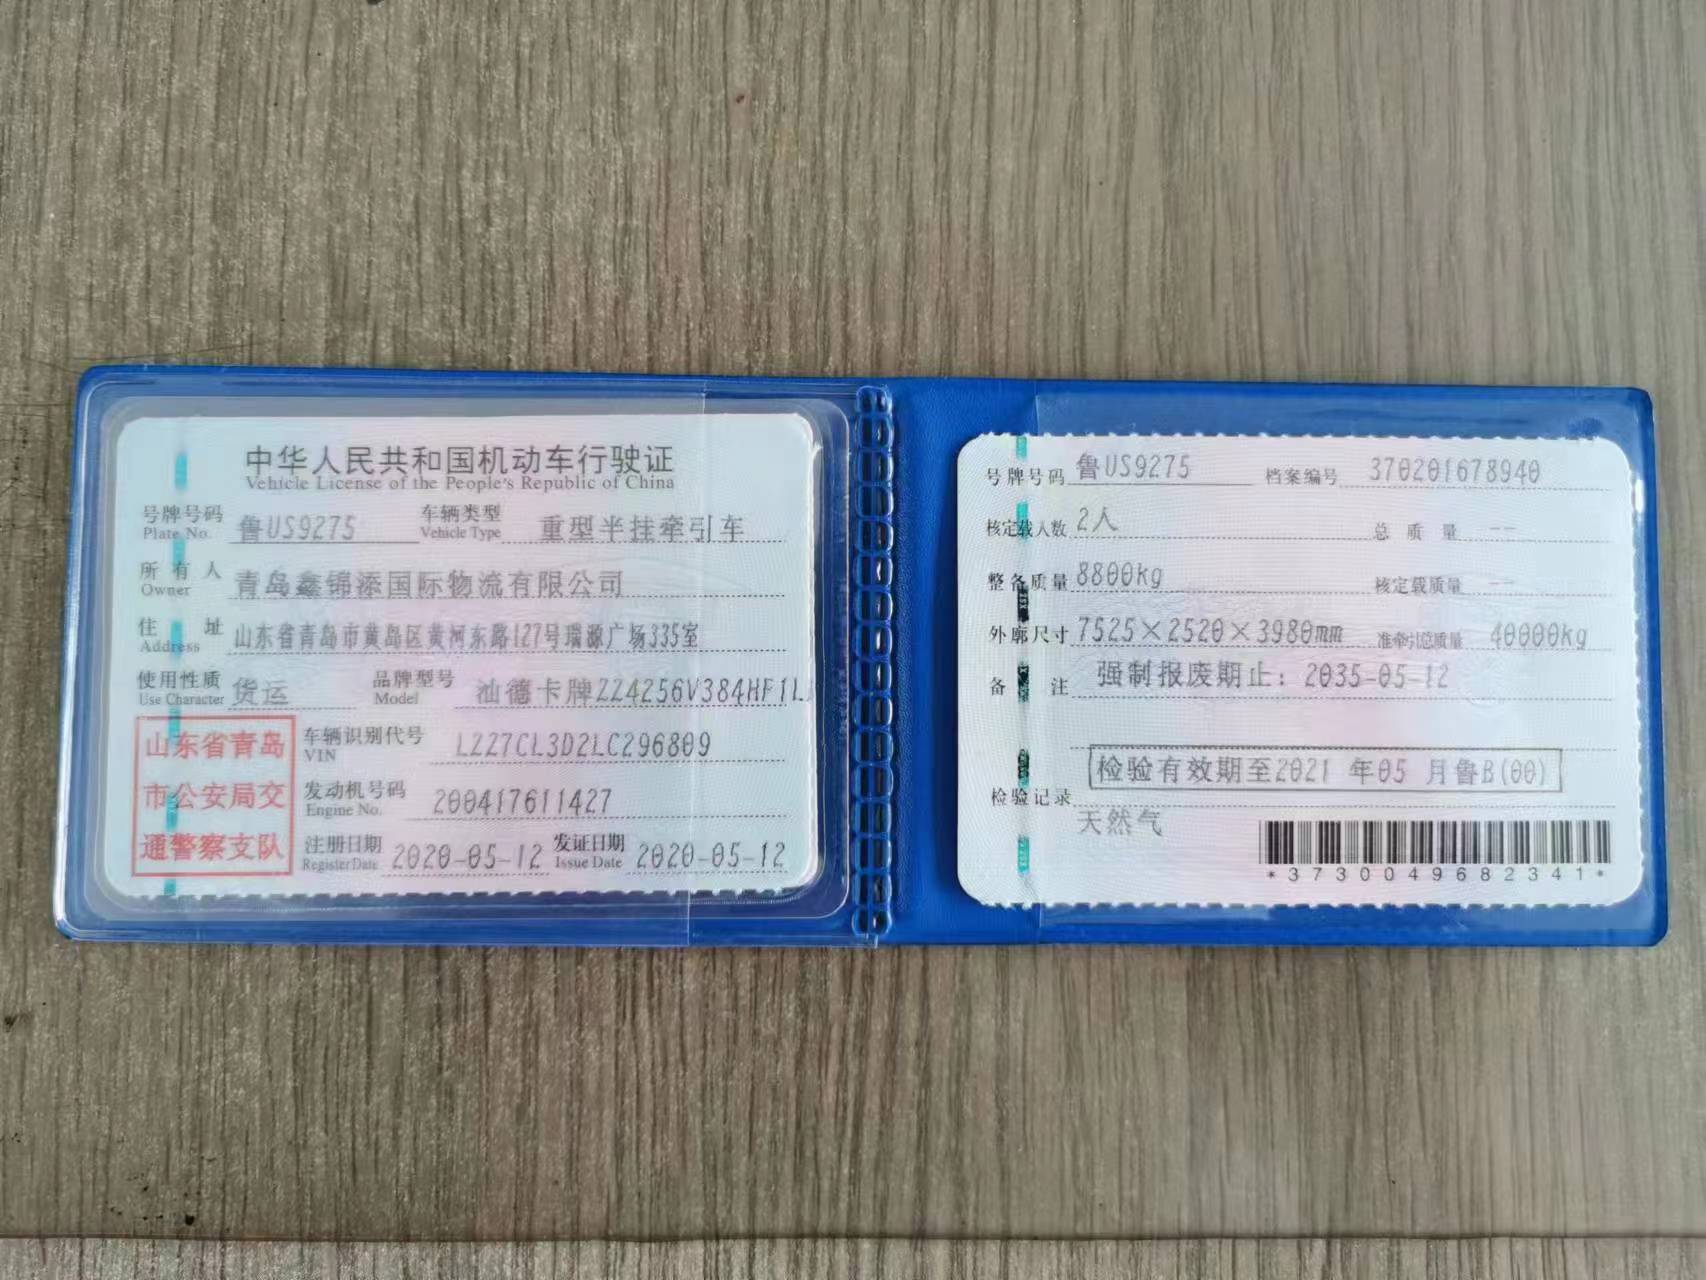 中华人民共和国机动车行驶证
Vehicle License of the People's Republic of China
号牌号码 鲁US9275 车辆类型 重型半挂牵引车
Plate No. Vehicle Type
所有人 青岛鑫锦添国际物流有限公司
Owner
住址 山东省青岛市黄岛区黄河东路127号瑞源广场335室
Address
使用性质 货运 品牌型号 汕德卡牌ZZ4256V384HF1L
Use Character Model
山东省青岛
市公安局交
通警察支队
车辆识别代号 LZZ7CL3D2LC296809
VIN
发动机号码 200417611427
Engine No.
注册日期 2020-05-12 发证日期 2020-05-12
Register Date Issue Date
号牌号码 鲁US9275 档案编号 370201678940
核定载人数 2人 总质量 --
整备质量 8800kg 核定载质量 --
外廓尺寸 7525×2520×3980mm 准牵引总质量 40000kg
备注 强制报废期止：2035-05-12
检验有效期至2021 年05 月鲁B(00)
检验记录
天然气
*3730049682341*